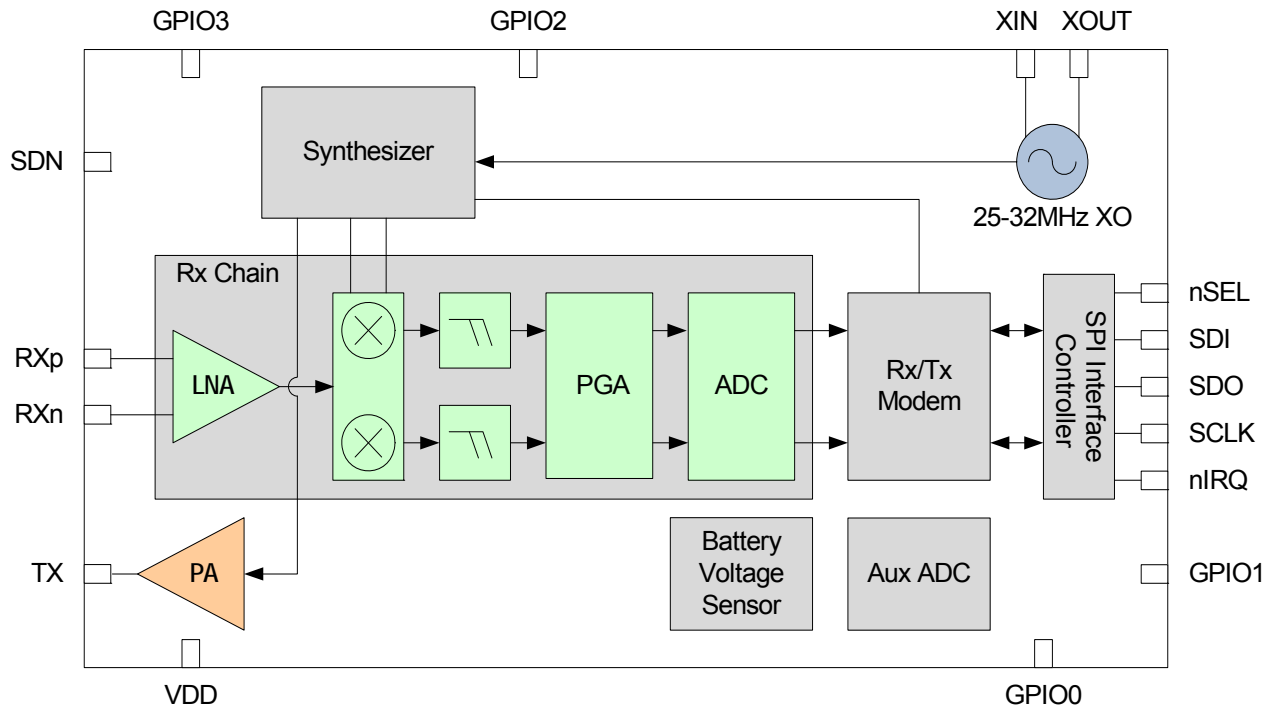 GPIO3
GPIO2
XIN
XOUT
Synthesizer
SDN
25-32MHz XO
Rx Chain
nSEL
SDI
SDO
SCLK
nIRQ
SPI Interface
Controller
RXp
RXn
LNA
PGA
ADC
Rx/Tx
Modem
TX
PA
Battery
Voltage
Sensor
Aux ADC
GPIO1
VDD
GPIO0